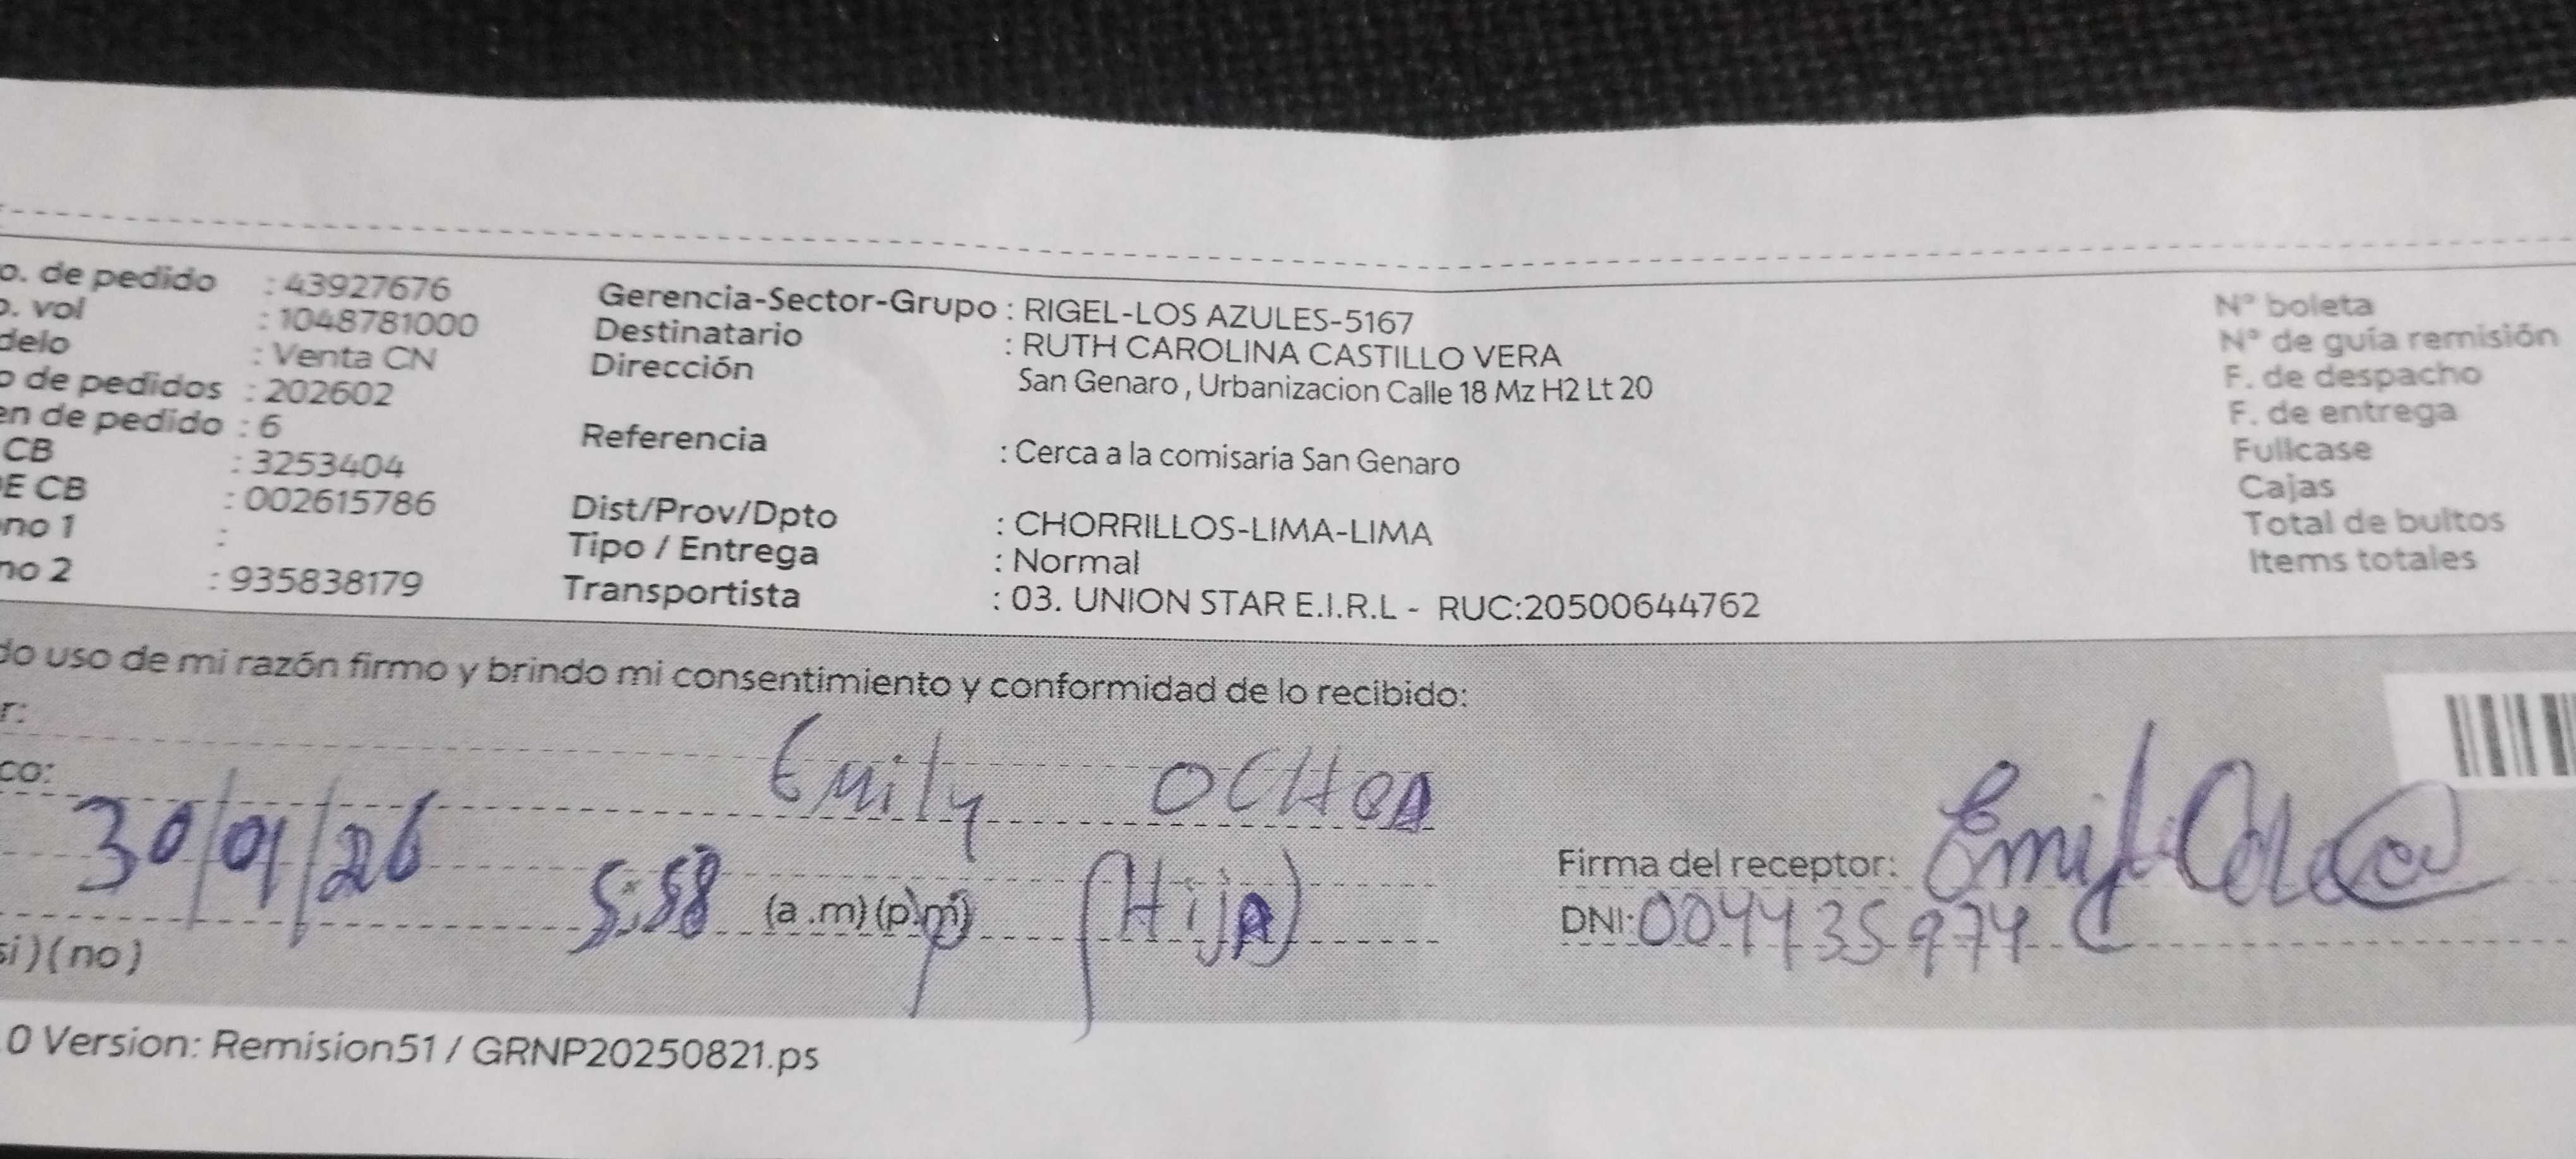 o. de pedido : 43927676
o. vol : 1048781000
delo : Venta CN
o de pedidos : 202602
en de pedido : 6
CB : 3253404
E CB : 002615786
no 1 :
no 2 : 935838179
Gerencia-Sector-Grupo : RIGEL-LOS AZULES-5167
Destinatario : RUTH CAROLINA CASTILLO VERA
Dirección San Genaro , Urbanizacion Calle 18 Mz H2 Lt 20
Referencia : Cerca a la comisaria San Genaro
Dist/Prov/Dpto : CHORRILLOS-LIMA-LIMA
Tipo / Entrega : Normal
Transportista : 03. UNION STAR E.I.R.L - RUC:20500644762
N° boleta
N° de guía remisión
F. de despacho
F. de entrega
Fullcase
Cajas
Total de bultos
Items totales
do uso de mi razón firmo y brindo mi consentimiento y conformidad de lo recibido:
r:
Emily OCHOA
co:
30/01/26 5:58 (a .m) (p.m) (Hija)
Firma del receptor: Emily
DNI: 004435974
si) (no)
0 Version: Remision51 / GRNP20250821.ps